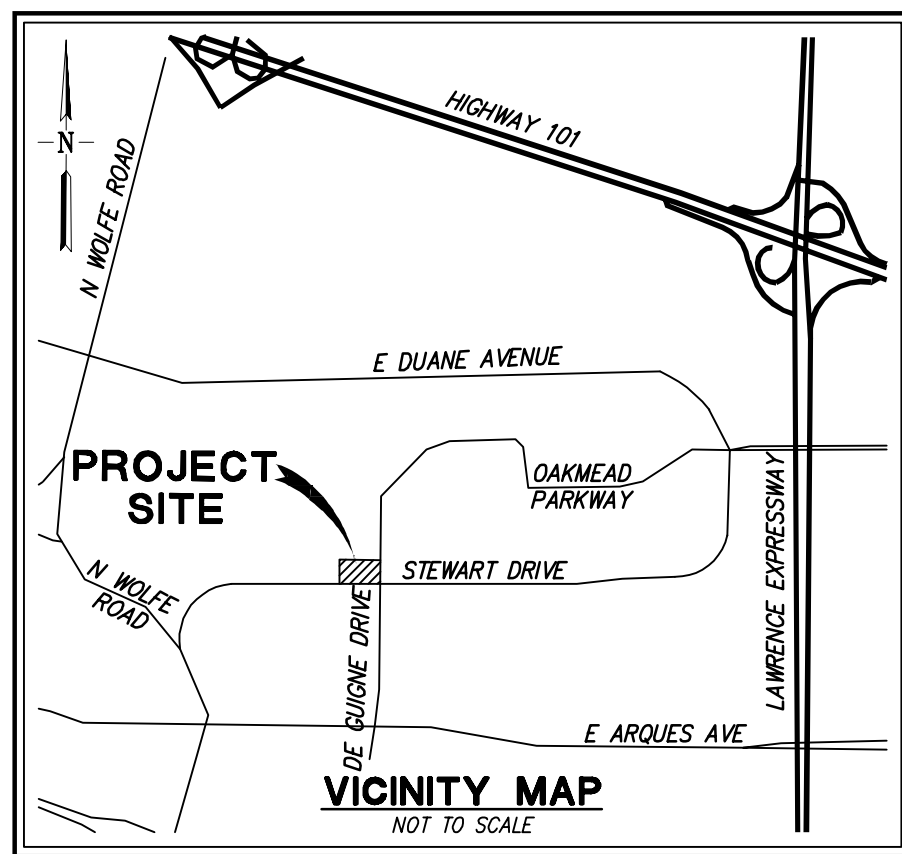 HIGHWAY 101
N
N WOLFE ROAD
E DUANE AVENUE
PROJECT
SITE
OAKMEAD
PARKWAY
LAWRENCE EXPRESSWAY
N WOLFE
ROAD
STEWART DRIVE
DE GUIGNE DRIVE
E ARQUES AVE
VICINITY MAP
NOT TO SCALE